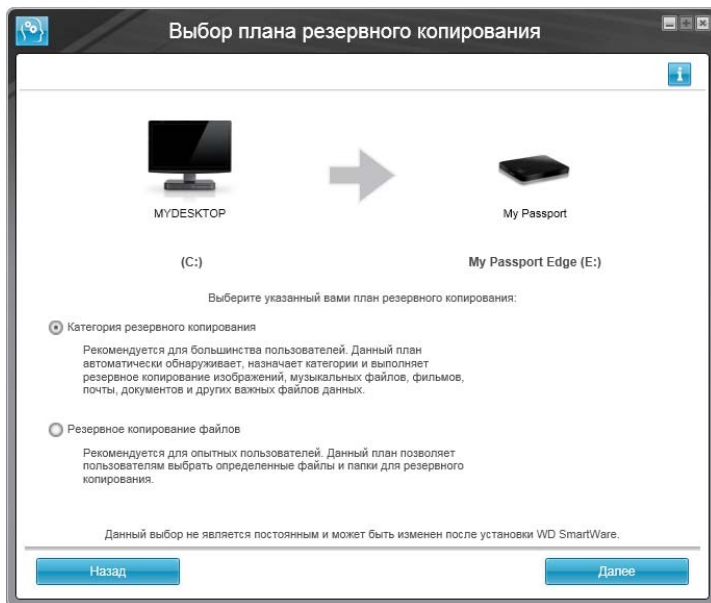 Выбор плана резервного копирования
i
MYDESKTOP
My Passport
(C:)
My Passport Edge (E:)
Выберите указанный вами план резервного копирования:
Категория резервного копирования
Рекомендуется для большинства пользователей. Данный план
автоматически обнаруживает, назначает категории и выполняет
резервное копирование изображений, музыкальных файлов, фильмов,
почты, документов и других важных файлов данных.
Резервное копирование файлов
Рекомендуется для опытных пользователей. Данный план позволяет
пользователям выбрать определенные файлы и папки для резервного
копирования.
Данный выбор не является постоянным и может быть изменен после установки WD SmartWare.
Назад
Далее